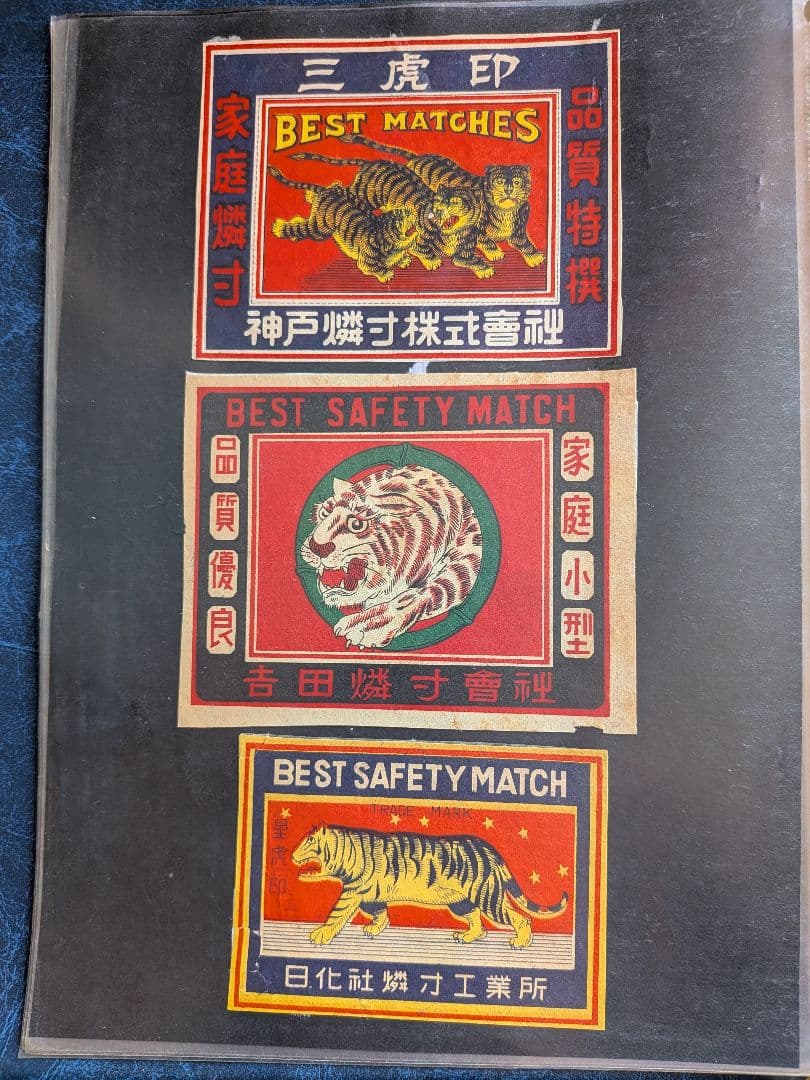 三虎印
家庭燐寸
BEST MATCHES
品質特撰
神戸燐寸株式會社
BEST SAFETY MATCH
品質優良
家庭小型
吉田燐寸會社
BEST SAFETY MATCH
TRADE MARK
星虎印
日化社燐寸工業所